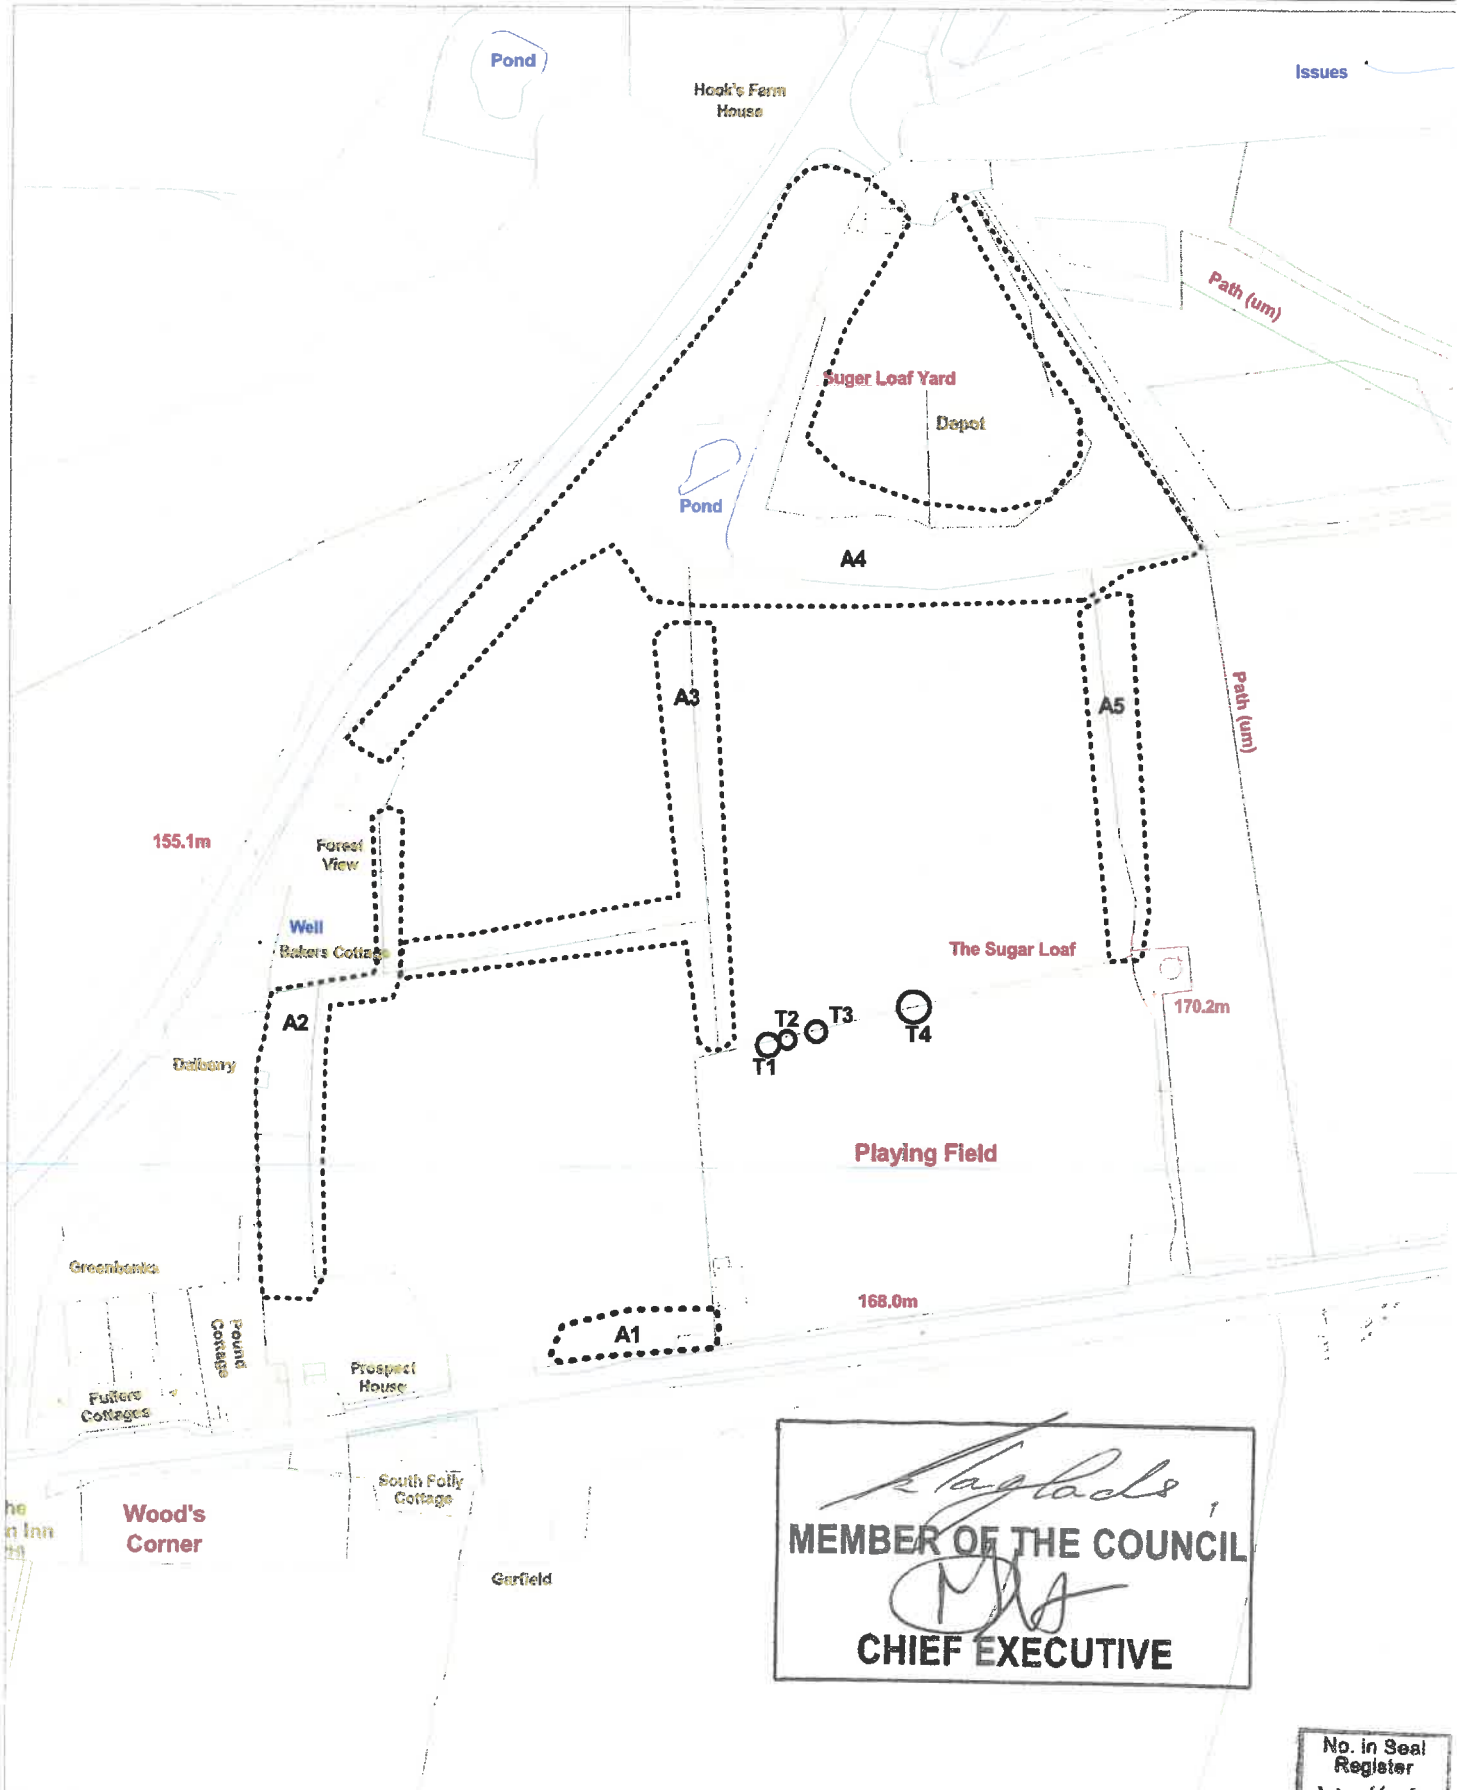 Pond
Issues
Hook's Farm
House
Path (um)
Suger Loaf Yard
Depot
Pond
A4
A3
A5
Path (um)
155.1m
Forest
View
Well
Bakers Cottage
The Sugar Loaf
170.2m
A2
T1
T2
T3
T4
Dalbany
Playing Field
Greenbanks
Pound
Cottage
168.0m
A1
Prospect
House
Fullers
Cottages
South Folly
Cottage
he
n Inn
Wood's
Corner
Garfield
MEMBER OF THE COUNCIL
CHIEF EXECUTIVE
No. in Seal
Register